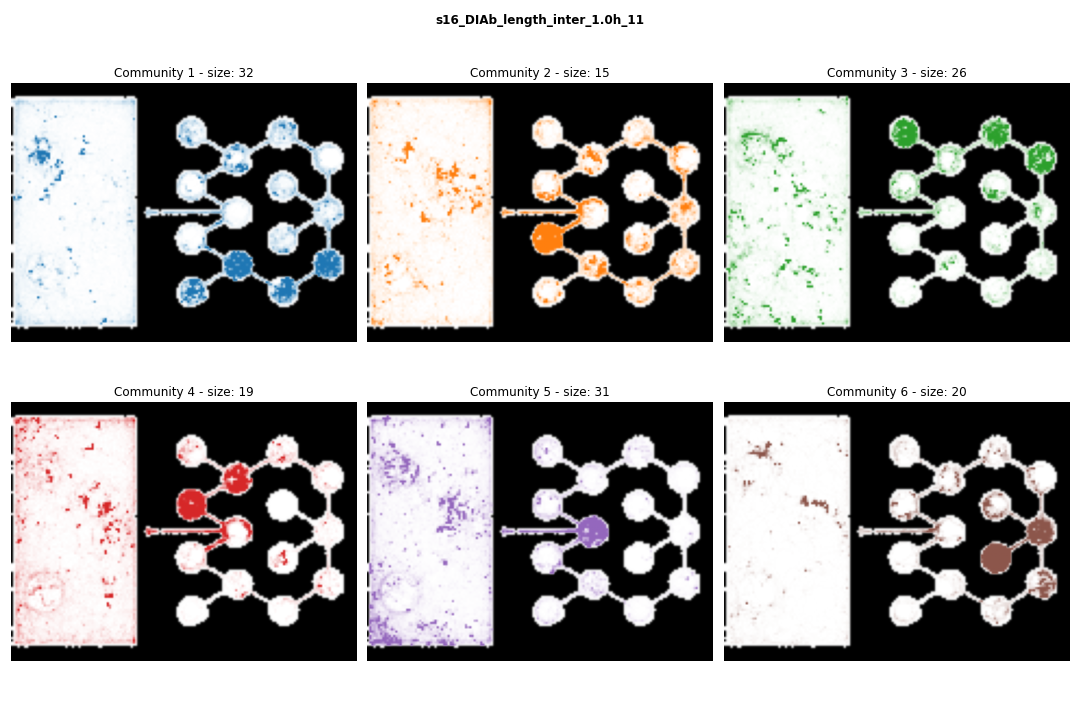 s16_DIAb_length_inter_1.0h_11
Community 1 - size: 32
Community 2 - size: 15
Community 3 - size: 26
Community 4 - size: 19
Community 5 - size: 31
Community 6 - size: 20